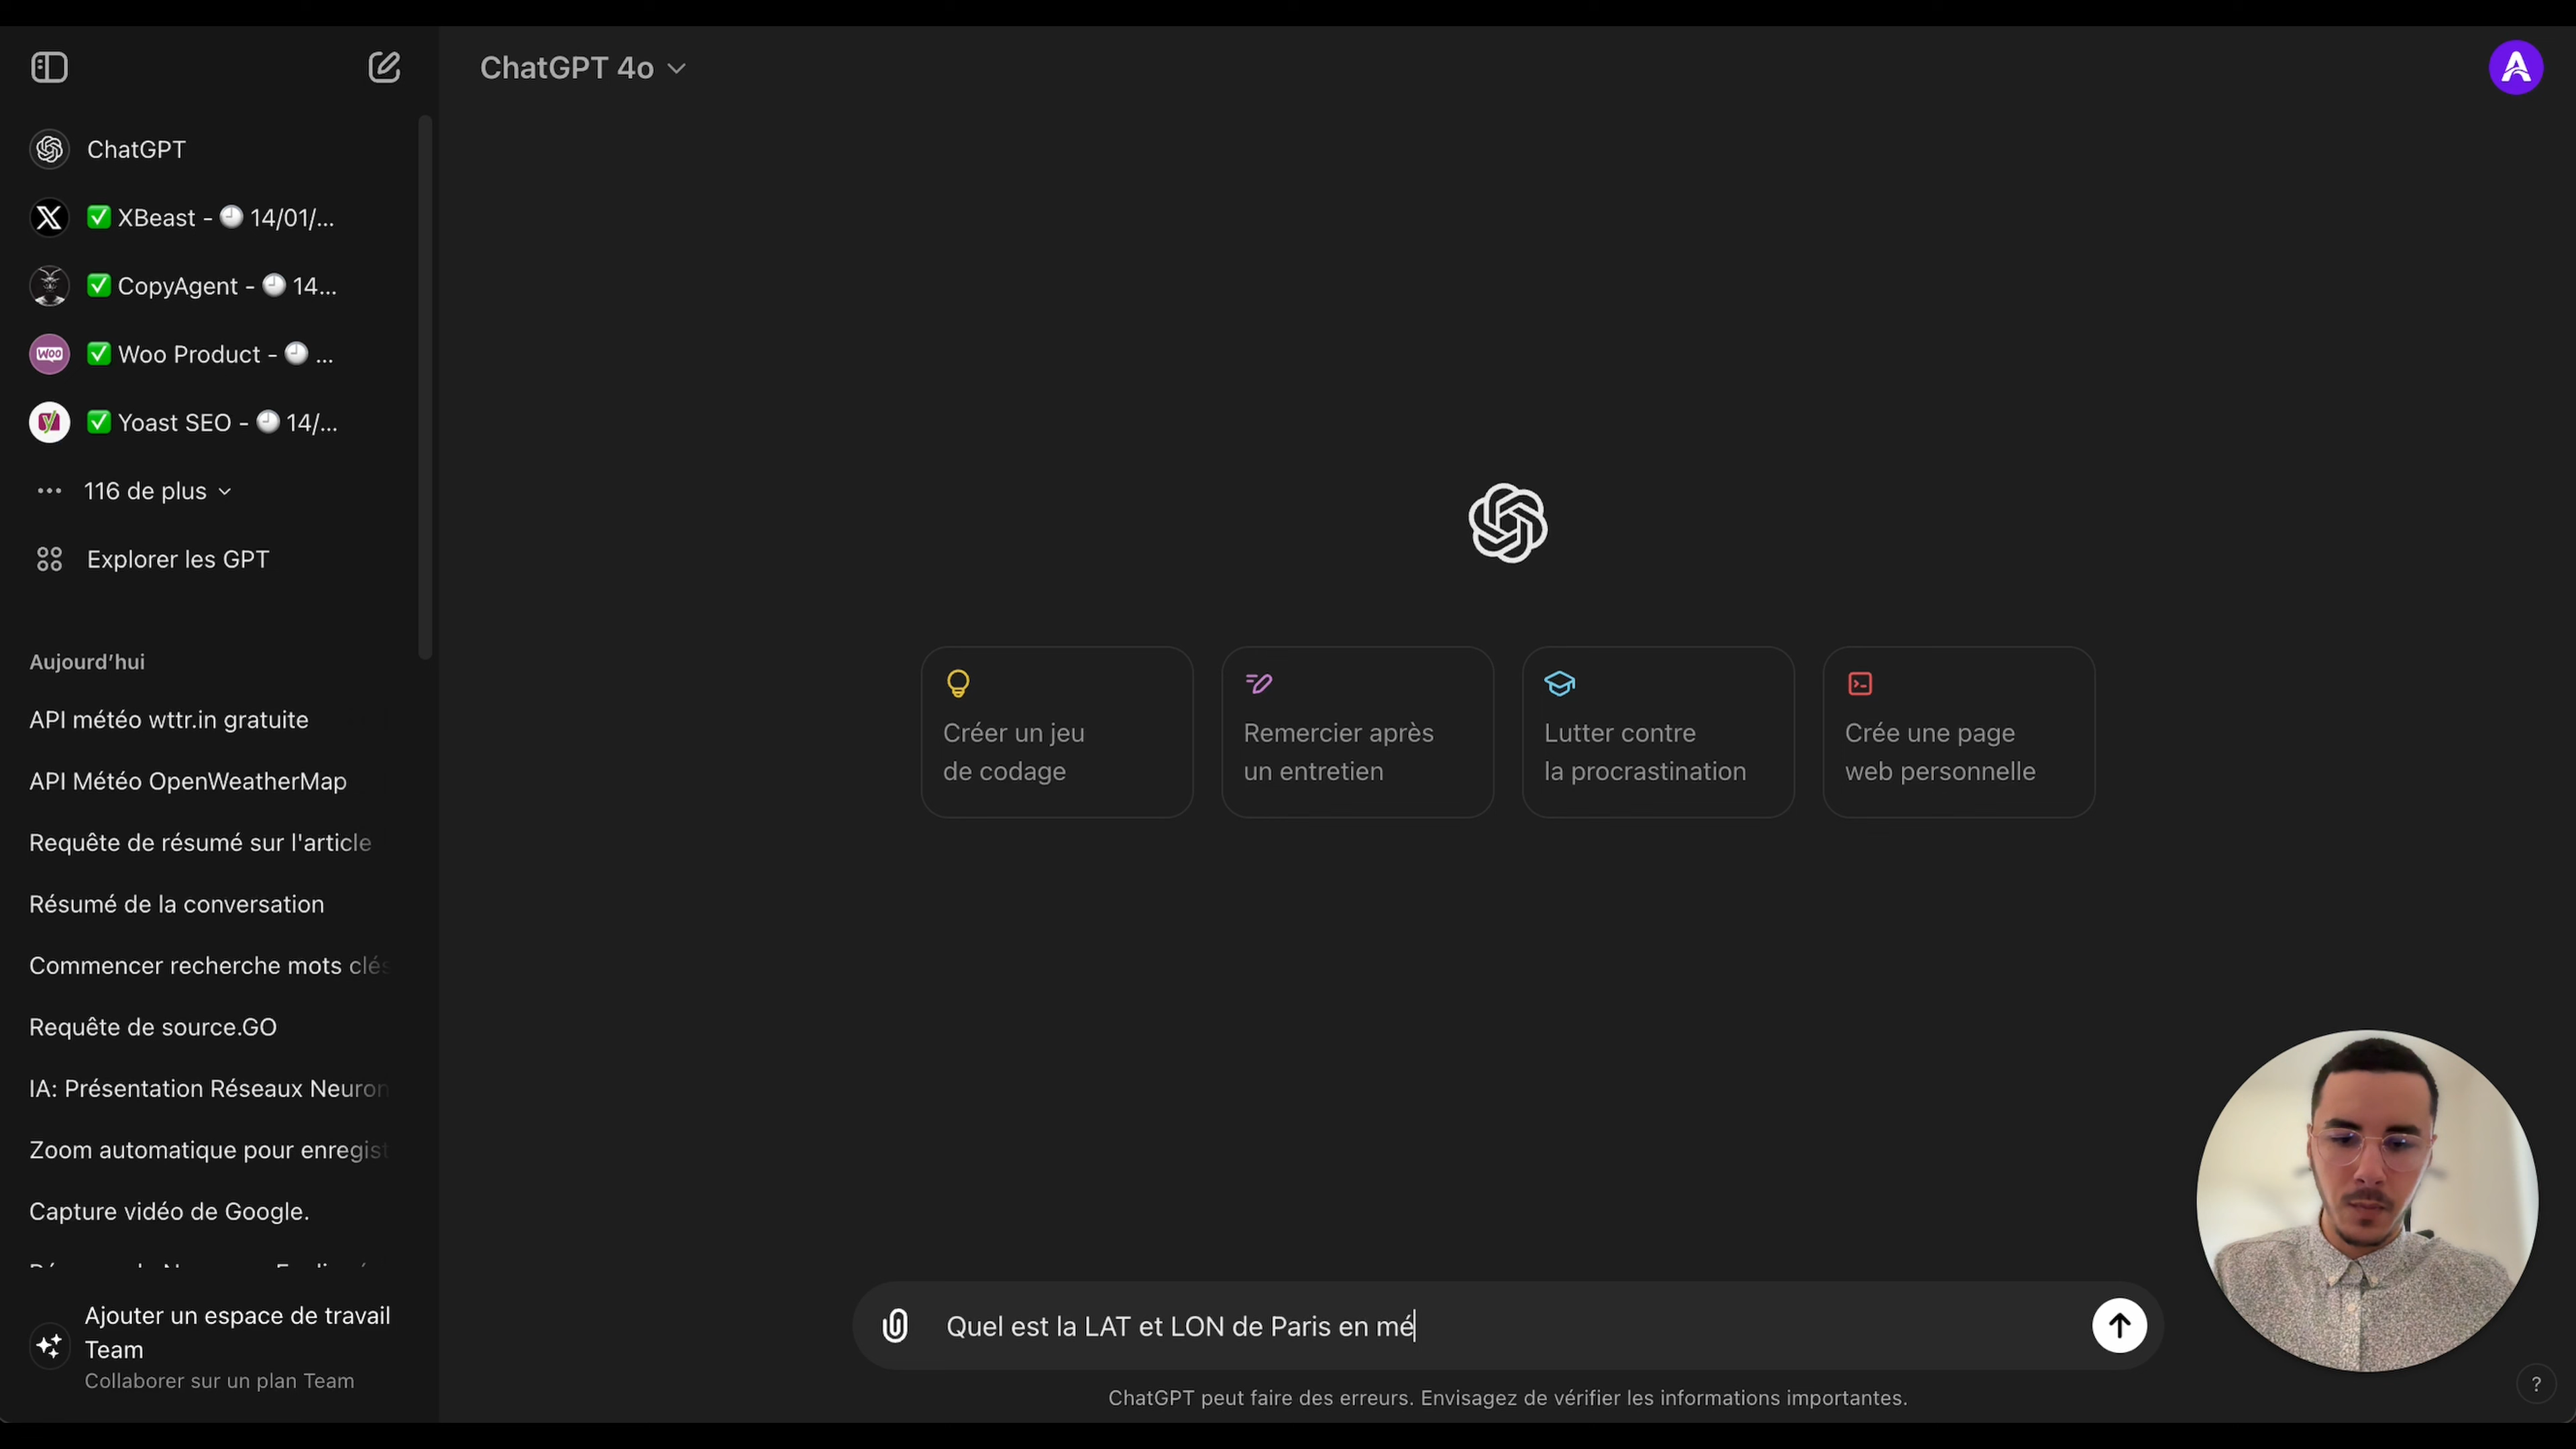 ChatGPT 4o
ChatGPT
✅ XBeast - 🕘 14/01/...
✅ CopyAgent - 🕘 14...
WOO
✅ Woo Product - 🕘 ...
✅ Yoast SEO - 🕘 14/...
116 de plus
Explorer les GPT
Aujourd’hui
API météo wttr.in gratuite
API Météo OpenWeatherMap
Requête de résumé sur l'article
Résumé de la conversation
Commencer recherche mots clés
Requête de source.GO
IA: Présentation Réseaux Neuron
Zoom automatique pour enregist
Capture vidéo de Google.
Ajouter un espace de travail
Team
Collaborer sur un plan Team
Créer un jeu
de codage
Remercier après
un entretien
Lutter contre
la procrastination
Crée une page
web personnelle
Quel est la LAT et LON de Paris en mé
ChatGPT peut faire des erreurs. Envisagez de vérifier les informations importantes.
?